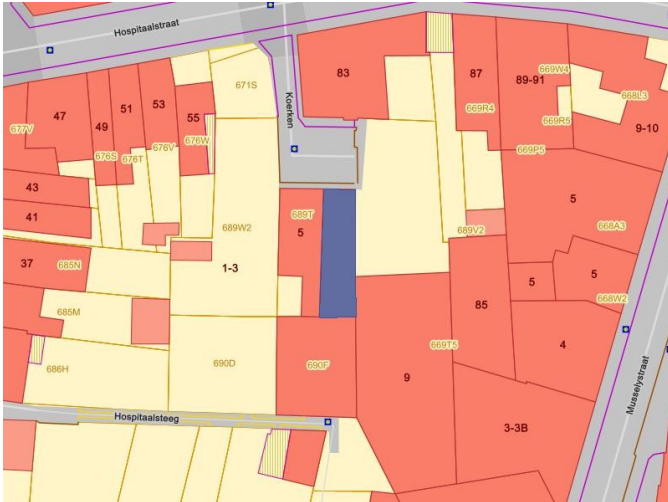 Hospitaalstraat
Koerken
671S
83
87
669R4
89-91
669W4
668L3
669R5
9-10
669P5
677V
47
49
51
53
55
676S
676T
676V
676W
43
41
37
685N
685M
686H
689W2
1-3
689T
5
689V2
5
668A3
5
5
668W2
85
4
669T5
9
3-3B
690D
690F
Hospitaalsteeg
Musselystraat